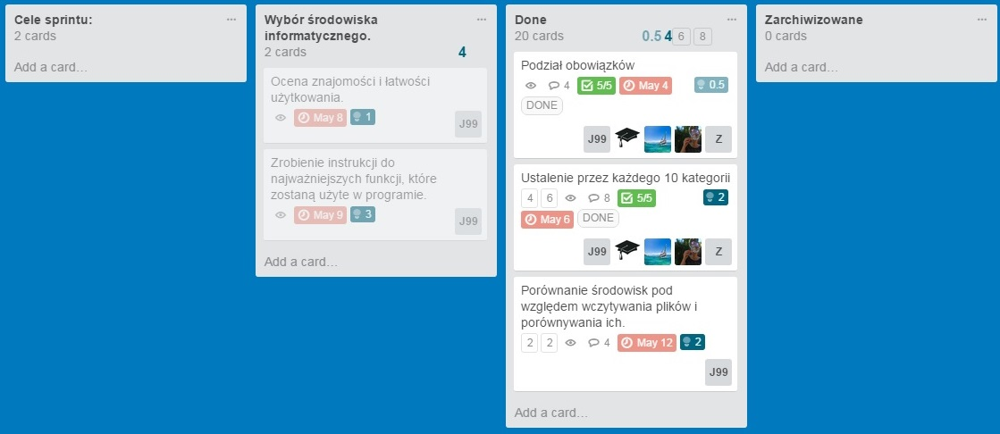 Cele sprintu:
2 cards
Add a card...
Wybór środowiska
informatycznego.
2 cards
4
Ocena znajomości i łatwości
użytkowania.
May 8 1
J99
Zrobienie instrukcji do
najważniejszych funkcji, które
zostaną użyte w programie.
May 9 3
J99
Add a card...
Done
20 cards
0.5 4 6 8
Podział obowiązków
4 5/5 May 4 0.5
DONE
J99 Z
Ustalenie przez każdego 10 kategorii
4 6 8 5/5 2
May 6 DONE
J99 Z
Porównanie środowisk pod
względem wczytywania plików i
porównywania ich.
2 2 4 May 12 2
J99
Add a card...
Zarchiwizowane
0 cards
Add a card...